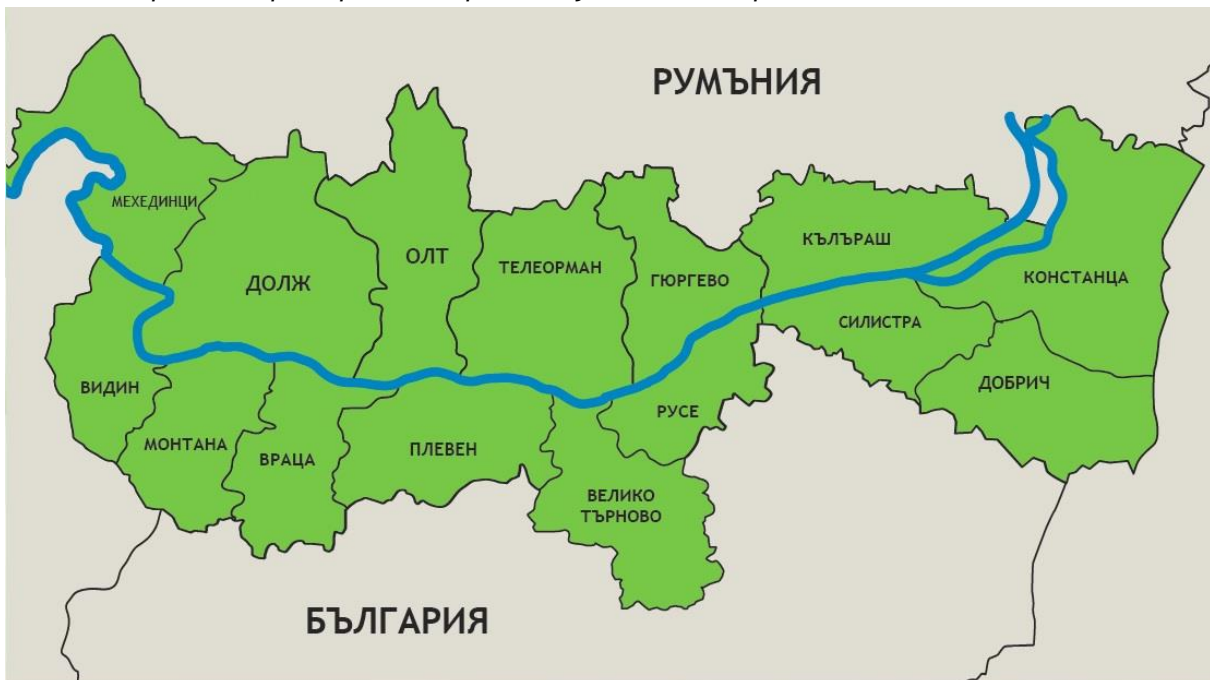 РУМЪНИЯ
МЕХЕДИНЦИ
ДОЛЖ
ОЛТ
ТЕЛЕОРМАН
ГЮРГЕВО
КЪЛЪРАШ
КОНСТАНЦА
СИЛИСТРА
ДОБРИЧ
ВИДИН
МОНТАНА
ВРАЦА
ПЛЕВЕН
РУСЕ
ВЕЛИКО
ТЪРНОВО
БЪЛГАРИЯ